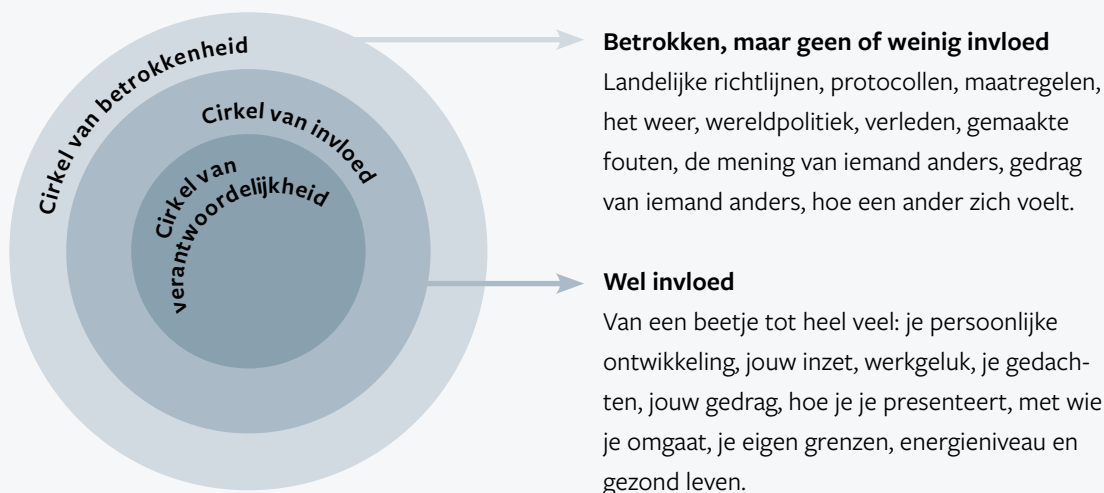 Cirkel van betrokkenheid
Cirkel van invloed
Cirkel van
verantwoordelijkheid
Betrokken, maar geen of weinig invloed
Landelijke richtlijnen, protocollen, maatregelen,
het weer, wereldpolitiek, verleden, gemaakte
fouten, de mening van iemand anders, gedrag
van iemand anders, hoe een ander zich voelt.
Wel invloed
Van een beetje tot heel veel: je persoonlijke
ontwikkeling, jouw inzet, werkgeluk, je gedach-
ten, jouw gedrag, hoe je je presenteert, met wie
je omgaat, je eigen grenzen, energieniveau en
gezond leven.